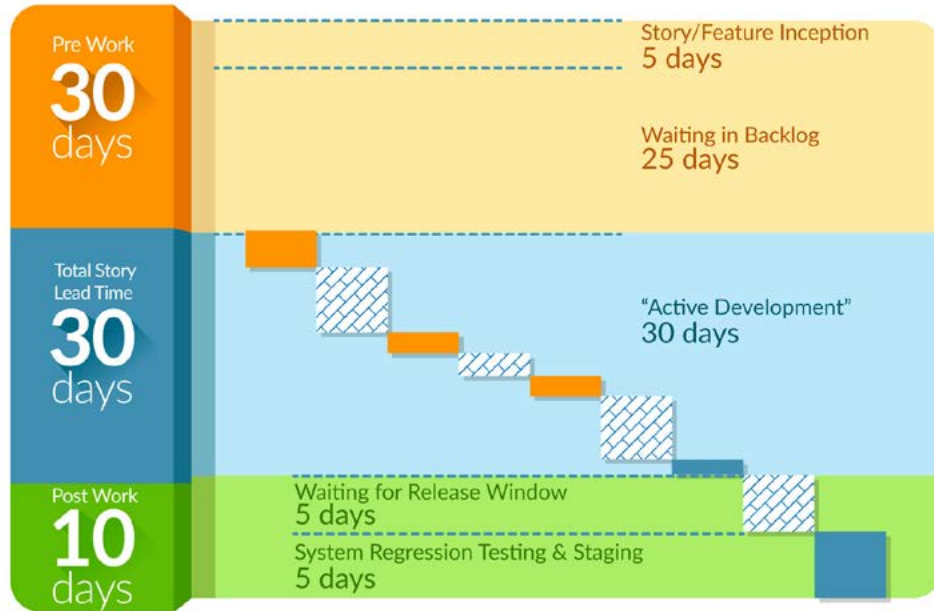 Pre Work
30
days
Story/Feature Inception
5 days
Waiting in Backlog
25 days
Total Story
Lead Time
30
days
“Active Development”
30 days
Post Work
10
days
Waiting for Release Window
5 days
System Regression Testing & Staging
5 days